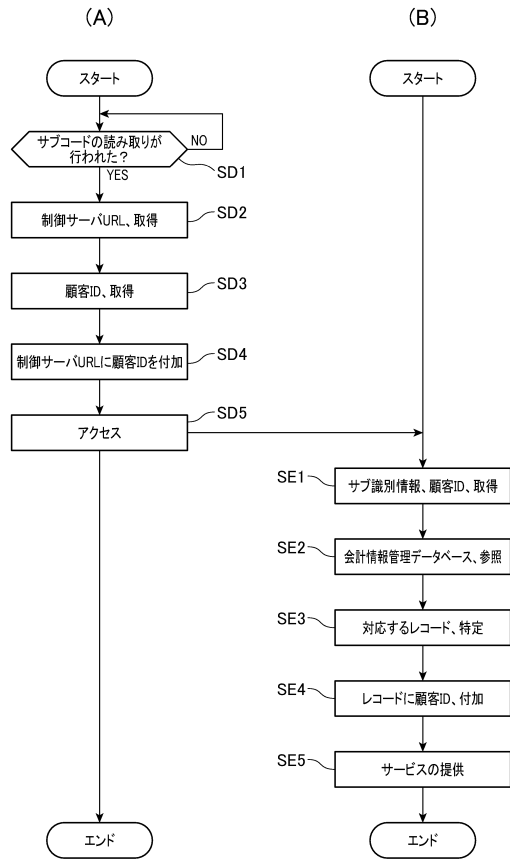 (A)
スタート
サブコードの読み取りが
行われた?
NO
YES
SD1
制御サーバURL、取得
SD2
顧客ID、取得
SD3
制御サーバURLに顧客IDを付加
SD4
アクセス
SD5
エンド
(B)
スタート
SE1
サブ識別情報、顧客ID、取得
SE2
会計情報管理データベース、参照
SE3
対応するレコード、特定
SE4
レコードに顧客ID、付加
SE5
サービスの提供
エンド